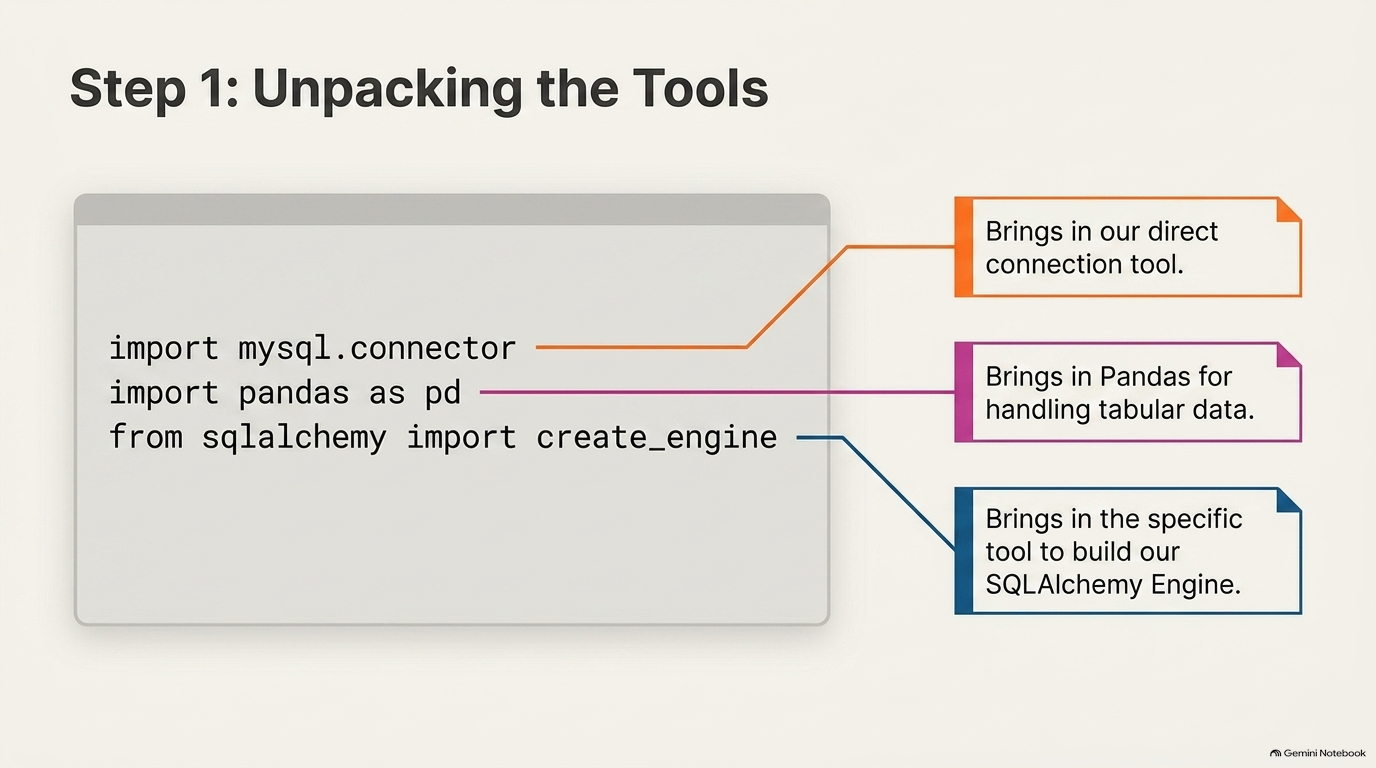 Step 1: Unpacking the Tools
import mysql.connector
import pandas as pd
from sqlalchemy import create_engine
Brings in our direct
connection tool.
Brings in Pandas for
handling tabular data.
Brings in the specific
tool to build our
SQLAlchemy Engine.
Gemini Notebook